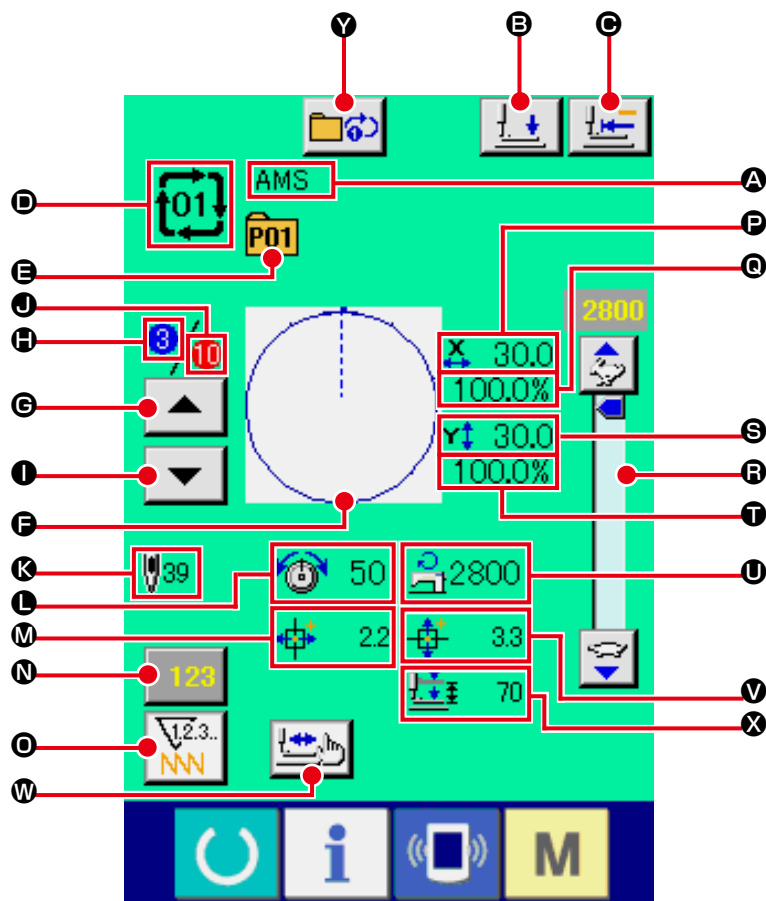 Y B C
AMS A
D 01
P01 E
P
J Q
H 3 / 10 2800
X 30.0
G 100.0%
Y 30.0 S
I 100.0% R
T
F
K 39
L 50 2800 U
M 2.2 3.3
N 123 V
70 X
O 1.2.3..
W
i M